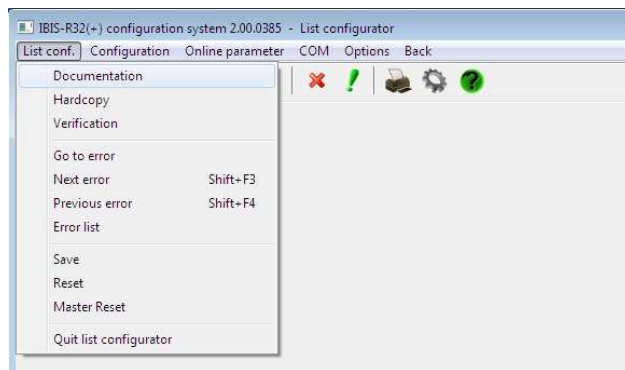 IBIS-R32(+) configuration system 2.00.0385 - List configurator
List conf. Configuration Online parameter COM Options Back
Documentation
Hardcopy
Verification
Go to error
Next error Shift+F3
Previous error Shift+F4
Error list
Save
Reset
Master Reset
Quit list configurator